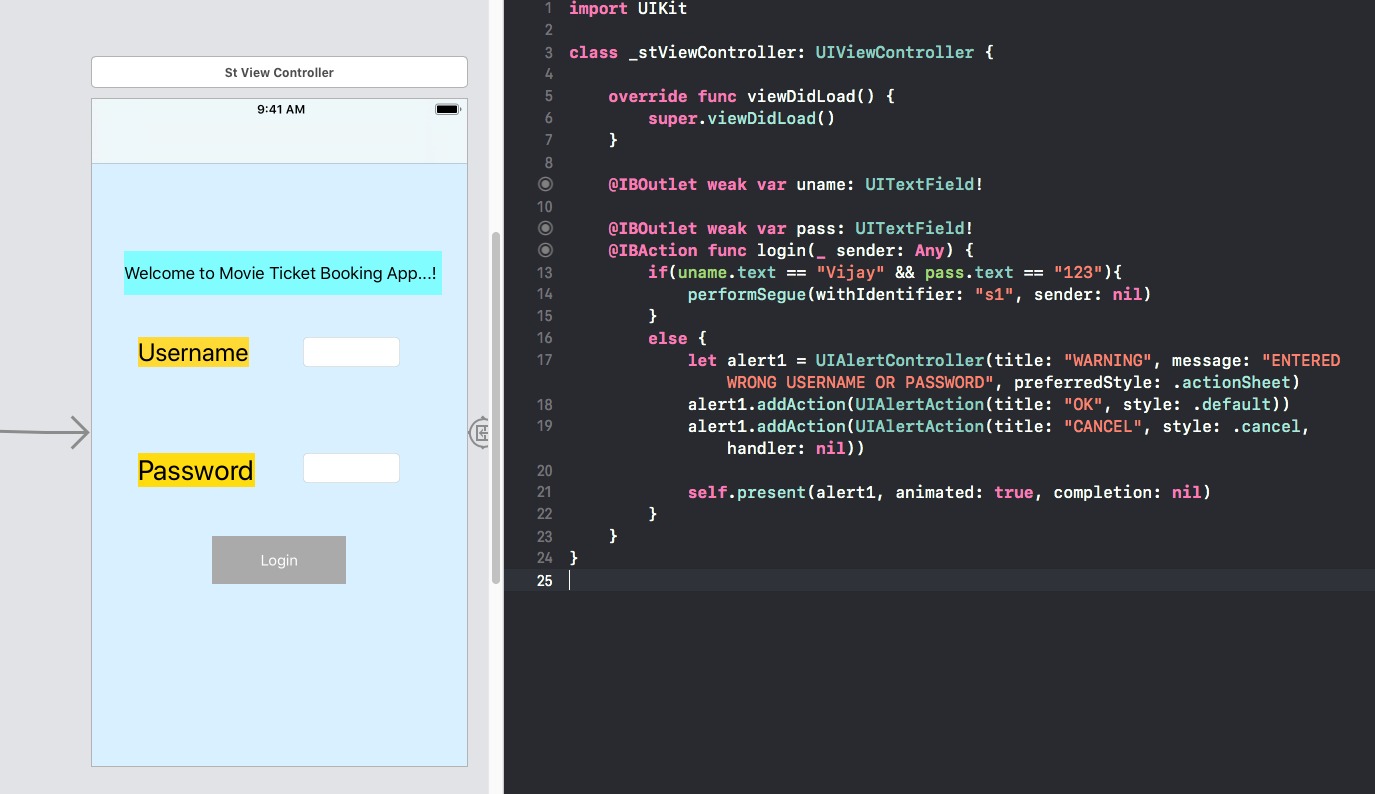 St View Controller
9:41 AM
Welcome to Movie Ticket Booking App...!
Username
Password
Login
1 import UIKit
2
3 class _stViewController: UIViewController {
4
5 override func viewDidLoad() {
6 super.viewDidLoad()
7 }
8
@IBOutlet weak var uname: UITextField!
10
@IBOutlet weak var pass: UITextField!
@IBAction func login(_ sender: Any) {
13 if(uname.text == "Vijay" && pass.text == "123"){
14 performSegue(withIdentifier: "s1", sender: nil)
15 }
16 else {
17 let alert1 = UIAlertController(title: "WARNING", message: "ENTERED
WRONG USERNAME OR PASSWORD", preferredStyle: .actionSheet)
18 alert1.addAction(UIAlertAction(title: "OK", style: .default))
19 alert1.addAction(UIAlertAction(title: "CANCEL", style: .cancel,
handler: nil))
20
21 self.present(alert1, animated: true, completion: nil)
22 }
23 }
24 }
25